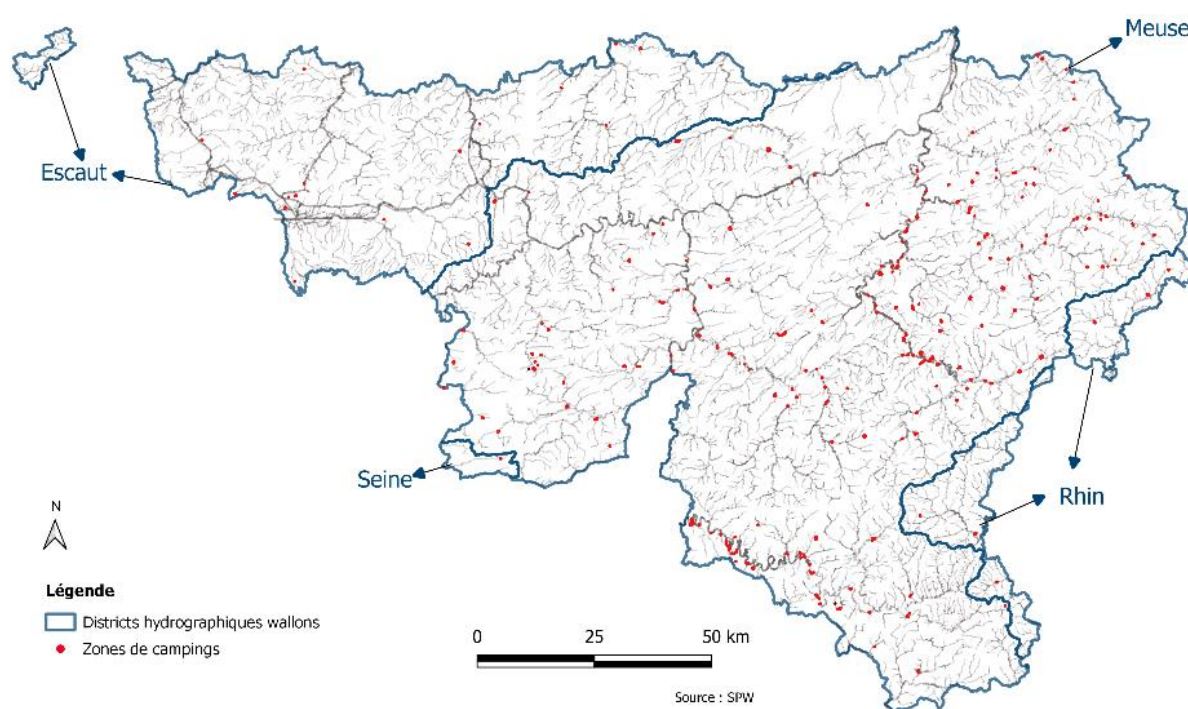 Meuse
Escaut
Seine
Rhin
N
Légende
Districts hydrographiques wallons
Zones de campings
0 25 50 km
Source : SPW